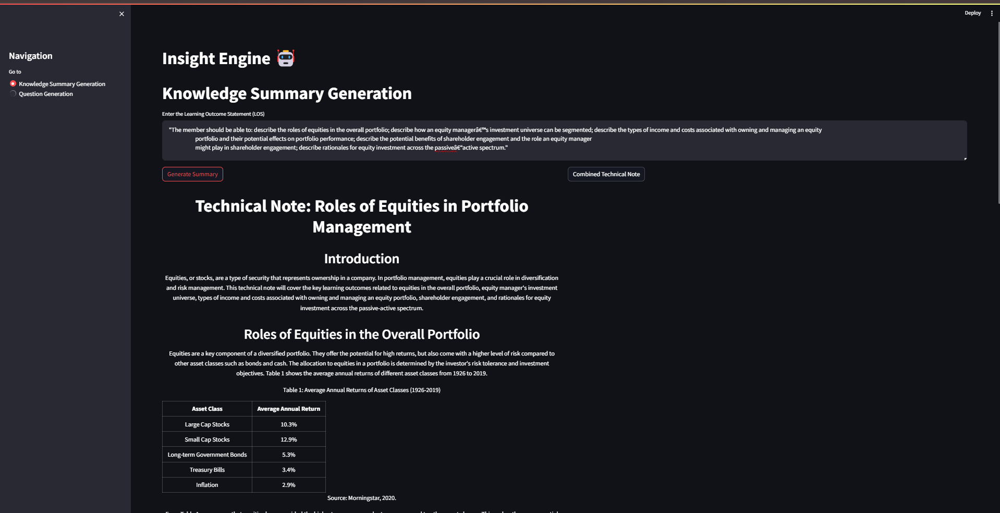 Deploy
Navigation
Go to
Knowledge Summary Generation
Question Generation
Insight Engine
Knowledge Summary Generation
Enter the Learning Outcome Statement (LOS)
"The member should be able to: describe the roles of equities in the overall portfolio; describe how an equity managerâ€™s investment universe can be segmented; describe the types of income and costs associated with owning and managing an equity
portfolio and their potential effects on portfolio performance; describe the potential benefits of shareholder engagement and the role an equity manager
might play in shareholder engagement; describe rationales for equity investment across the passiveâ€“active spectrum."
Generate Summary
Combined Technical Note
Technical Note: Roles of Equities in Portfolio
Management
Introduction
Equities, or stocks, are a type of security that represents ownership in a company. In portfolio management, equities play a crucial role in diversification
and risk management. This technical note will cover the key learning outcomes related to equities in the overall portfolio, equity manager's investment
universe, types of income and costs associated with owning and managing an equity portfolio, shareholder engagement, and rationales for equity
investment across the passive-active spectrum.
Roles of Equities in the Overall Portfolio
Equities are a key component of a diversified portfolio. They offer the potential for high returns, but also come with a higher level of risk compared to
other asset classes such as bonds and cash. The allocation to equities in a portfolio is determined by the investor's risk tolerance and investment
objectives. Table 1 shows the average annual returns of different asset classes from 1926 to 2019.
Table 1: Average Annual Returns of Asset Classes (1926-2019)
Asset Class Average Annual Return
Large Cap Stocks 10.3%
Small Cap Stocks 12.9%
Long-term Government Bonds 5.3%
Treasury Bills 3.4%
Inflation 2.9%
Source: Morningstar, 2020.